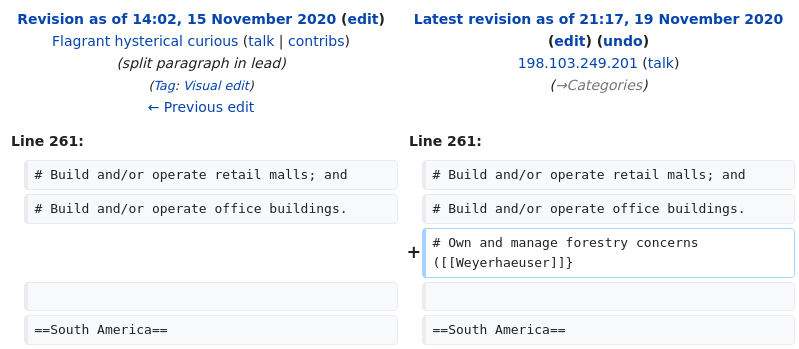 Revision as of 14:02, 15 November 2020 (edit)
Flagrant hysterical curious (talk | contribs)
(split paragraph in lead)
(Tag: Visual edit)
← Previous edit
Latest revision as of 21:17, 19 November 2020
(edit) (undo)
198.103.249.201 (talk)
(→Categories)
Line 261:
Line 261:
# Build and/or operate retail malls; and
# Build and/or operate retail malls; and
# Build and/or operate office buildings.
# Build and/or operate office buildings.
+
# Own and manage forestry concerns
([[Weyerhaeuser]]}
==South America==
==South America==